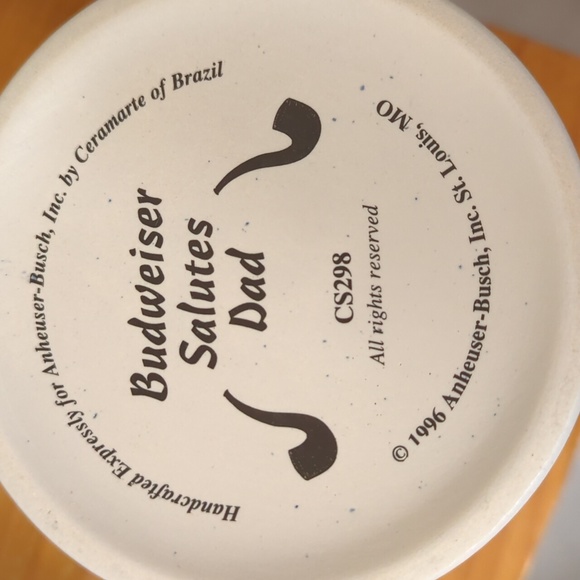 Handcrafted Expressly for Anheuser-Busch, Inc. by Ceramarte of Brazil
Budweiser
Salutes
Dad
CS298
All rights reserved
© 1996 Anheuser-Busch, Inc. St. Louis, MO